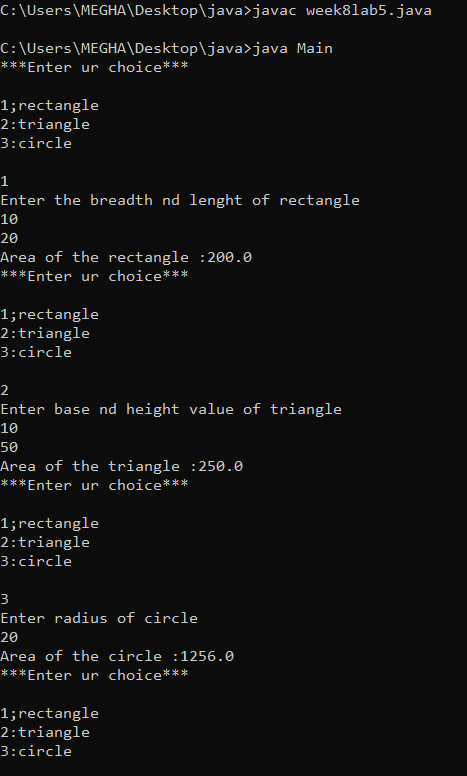 C:\Users\MEGHA\Desktop\java>javac week8lab5.java
C:\Users\MEGHA\Desktop\java>java Main
***Enter ur choice***
1;rectangle
2:triangle
3:circle
1
Enter the breadth nd lenght of rectangle
10
20
Area of the rectangle :200.0
***Enter ur choice***
1;rectangle
2:triangle
3:circle
2
Enter base nd height value of triangle
10
50
Area of the triangle :250.0
***Enter ur choice***
1;rectangle
2:triangle
3:circle
3
Enter radius of circle
20
Area of the circle :1256.0
***Enter ur choice***
1;rectangle
2:triangle
3:circle